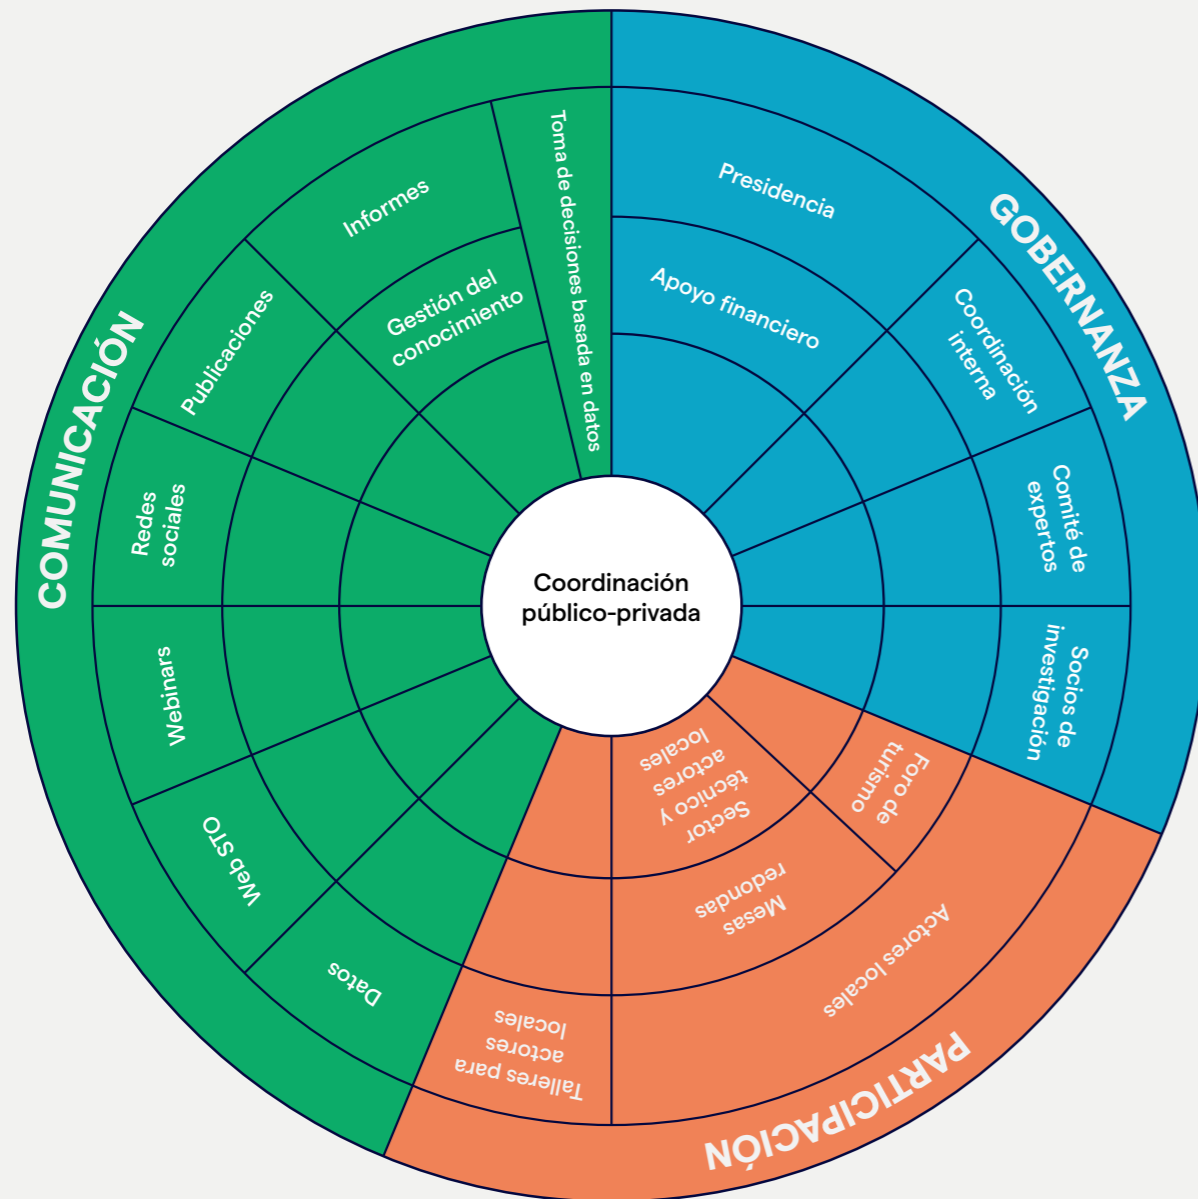 GOBERNANZA
Presidencia
Apoyo financiero
Coordinación
interna
Comité de
expertos
Socios de
investigación
PARTICIPACIÓN
Foro de
turismo
Sector
técnico y
actores
locales
Mesas
redondas
Actores locales
Talleres para
actores
locales
COMUNICACIÓN
Datos
Web STO
Webinars
Redes
sociales
Publicaciones
Informes
Gestión del
conocimiento
Toma de decisiones basada en datos
Coordinación
público-privada